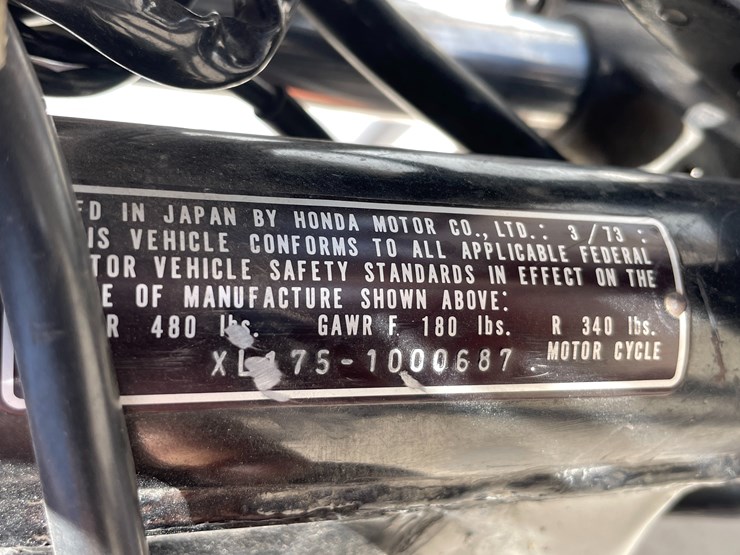 ED IN JAPAN BY HONDA MOTOR CO., LTD.: 3/73 :
IS VEHICLE CONFORMS TO ALL APPLICABLE FEDERAL
TOR VEHICLE SAFETY STANDARDS IN EFFECT ON THE
E OF MANUFACTURE SHOWN ABOVE:
R 480 lbs. GAWR F 180 lbs. R 340 lbs.
XL175-1000687 MOTOR CYCLE